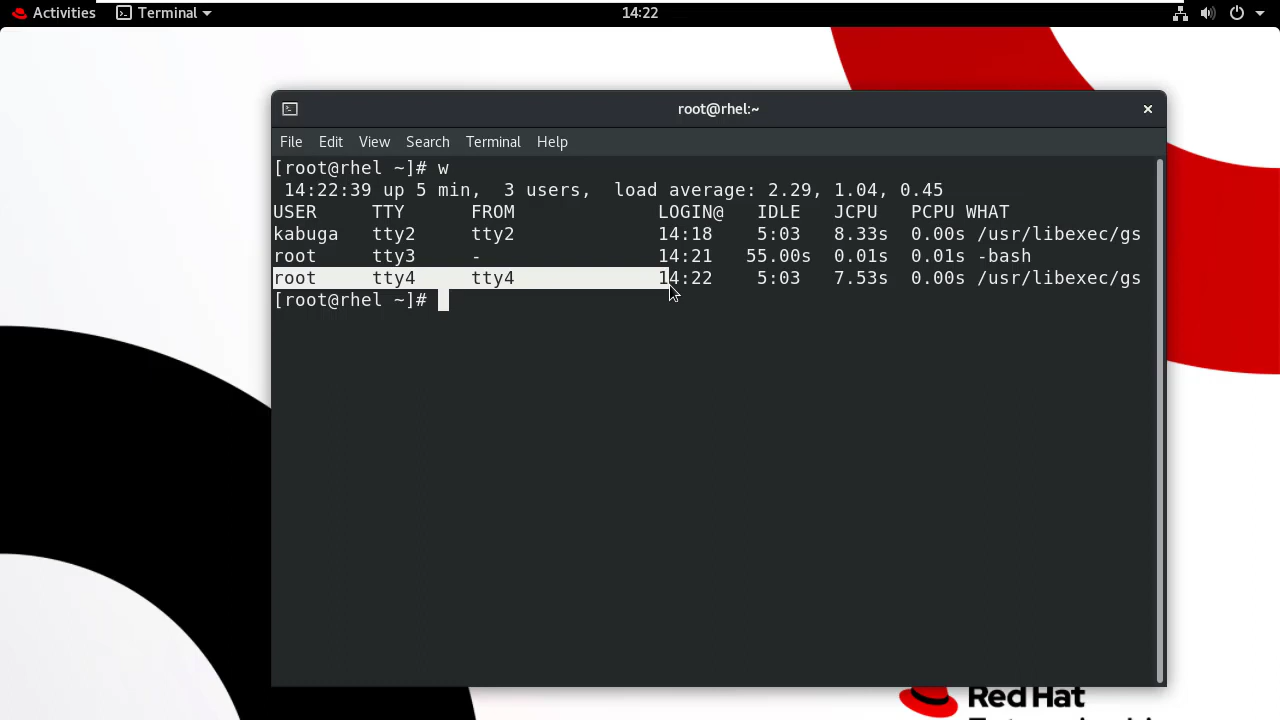 Activities Terminal 14:22
root@rhel:~
File Edit View Search Terminal Help
[root@rhel ~]# w
 14:22:39 up 5 min,  3 users,  load average: 2.29, 1.04, 0.45
USER     TTY      FROM             LOGIN@   IDLE   JCPU   PCPU WHAT
kabuga   tty2     tty2             14:18    5:03   8.33s  0.00s /usr/libexec/gs
root     tty3     -                14:21   55.00s  0.01s  0.01s -bash
root     tty4     tty4             14:22    5:03   7.53s  0.00s /usr/libexec/gs
[root@rhel ~]#
Red Hat